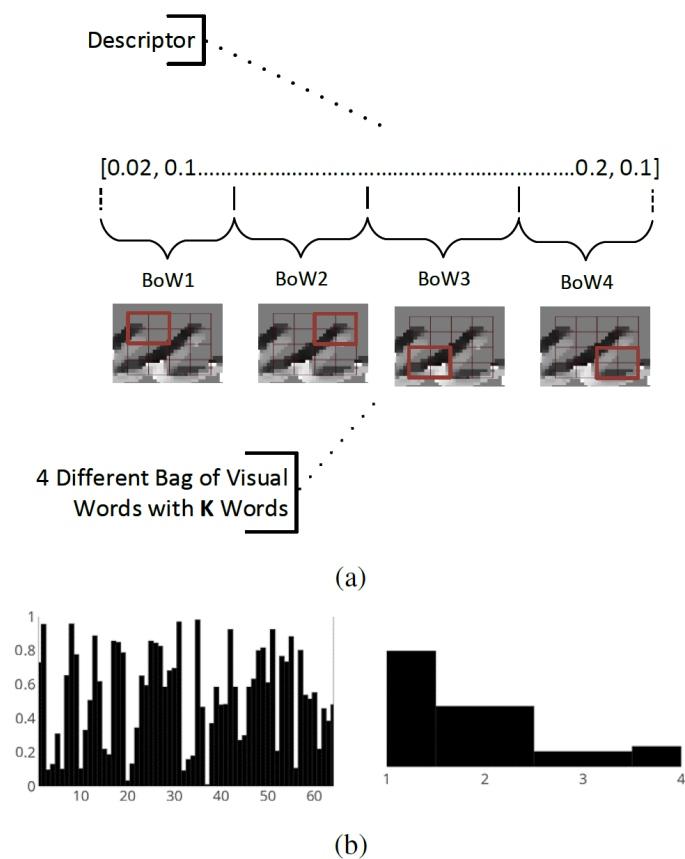 Descriptor
[0.02, 0.1...........................................................0.2, 0.1]
BoW1 BoW2 BoW3 BoW4
4 Different Bag of Visual
Words with K Words
(a)
1
0.8
0.6
0.4
0.2
0
10 20 30 40 50 60
1 2 3 4
(b)